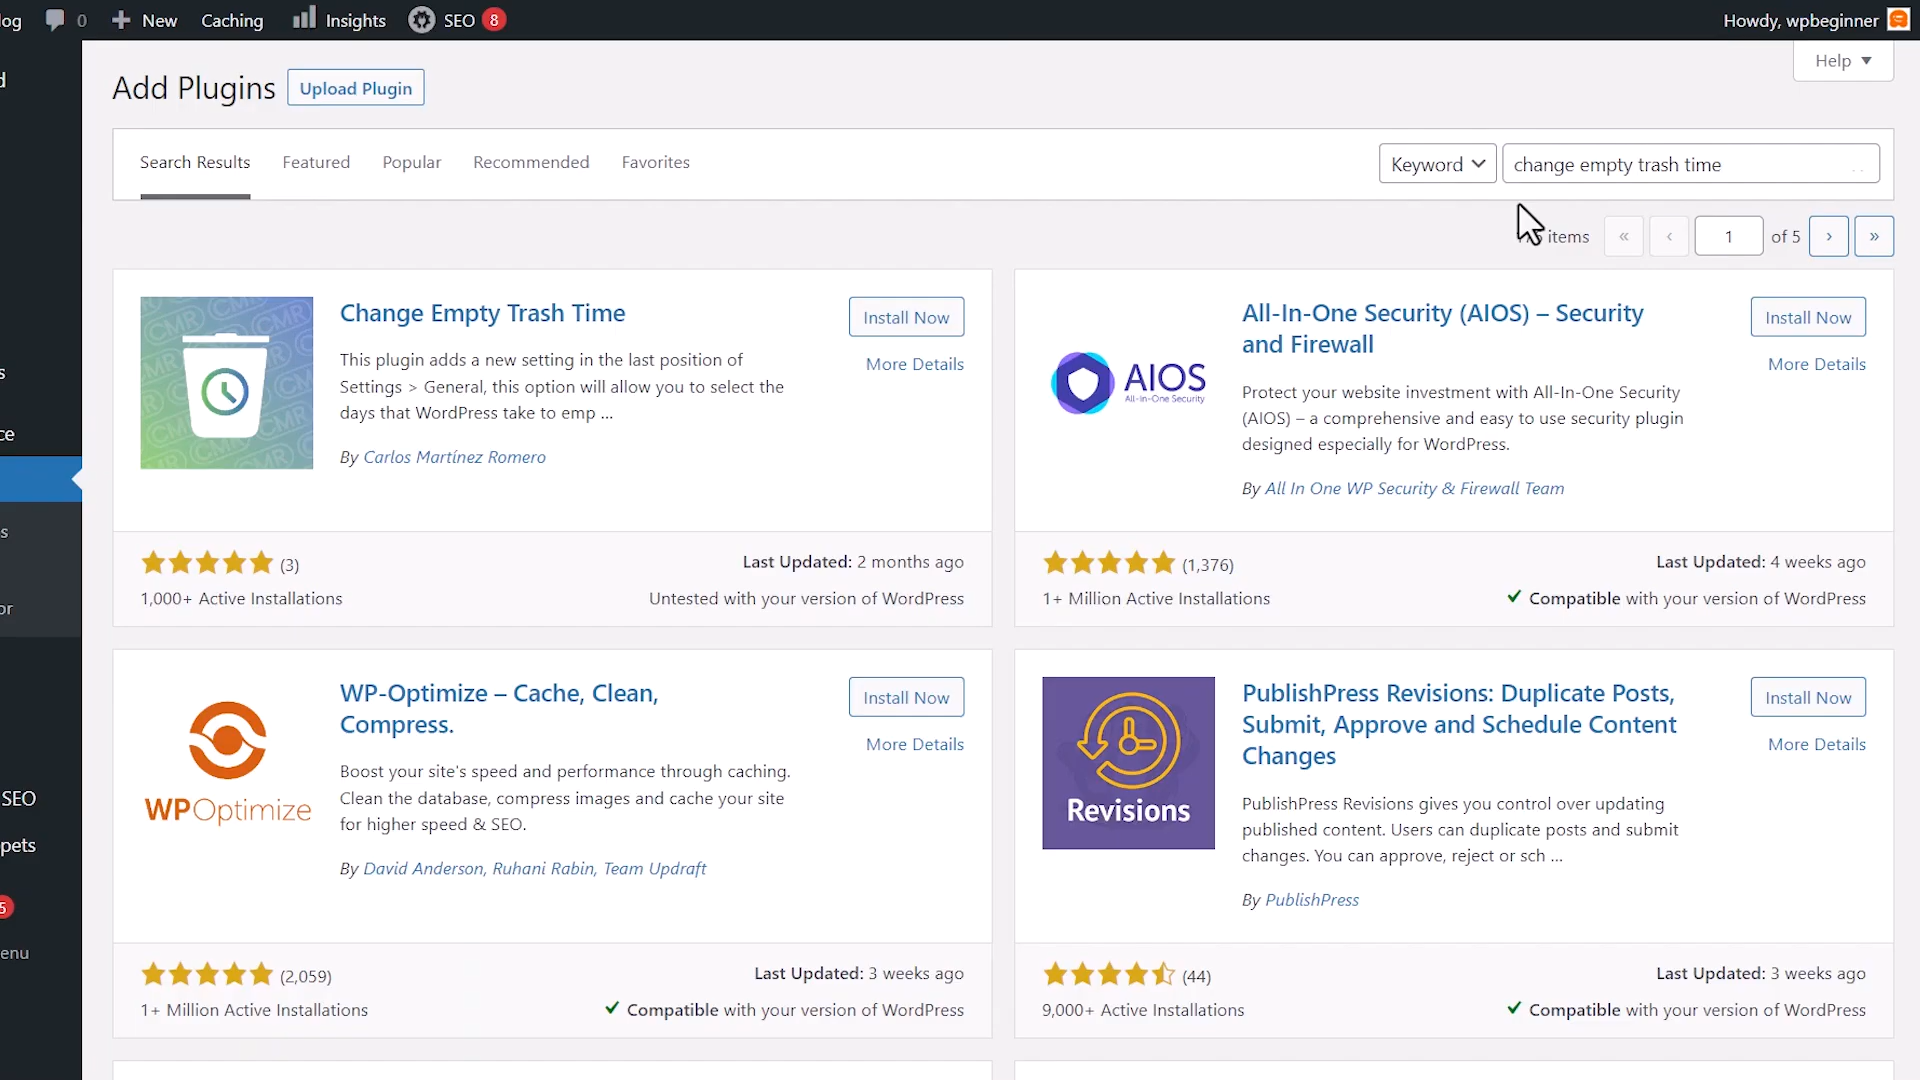 log 0 New Caching Insights SEO 8 Howdy, wpbeginner
Help
Add Plugins Upload Plugin
Search Results Featured Popular Recommended Favorites Keyword change empty trash time
items « ‹ 1 of 5 › »
Change Empty Trash Time
Install Now
More Details
This plugin adds a new setting in the last position of
Settings > General, this option will allow you to select the
days that WordPress take to emp ...
By Carlos Martínez Romero
(3)
Last Updated: 2 months ago
1,000+ Active Installations
Untested with your version of WordPress
AIOS
All-In-One Security
All-In-One Security (AIOS) – Security
and Firewall
Install Now
More Details
Protect your website investment with All-In-One Security
(AIOS) – a comprehensive and easy to use security plugin
designed especially for WordPress.
By All In One WP Security & Firewall Team
(1,376)
Last Updated: 4 weeks ago
1+ Million Active Installations
Compatible with your version of WordPress
WPOptimize
WP-Optimize – Cache, Clean,
Compress.
Install Now
More Details
Boost your site's speed and performance through caching.
Clean the database, compress images and cache your site
for higher speed & SEO.
By David Anderson, Ruhani Rabin, Team Updraft
(2,059)
Last Updated: 3 weeks ago
1+ Million Active Installations
Compatible with your version of WordPress
Revisions
PublishPress Revisions: Duplicate Posts,
Submit, Approve and Schedule Content
Changes
Install Now
More Details
PublishPress Revisions gives you control over updating
published content. Users can duplicate posts and submit
changes. You can approve, reject or sch ...
By PublishPress
(44)
Last Updated: 3 weeks ago
9,000+ Active Installations
Compatible with your version of WordPress
SEO
pets
5
enu